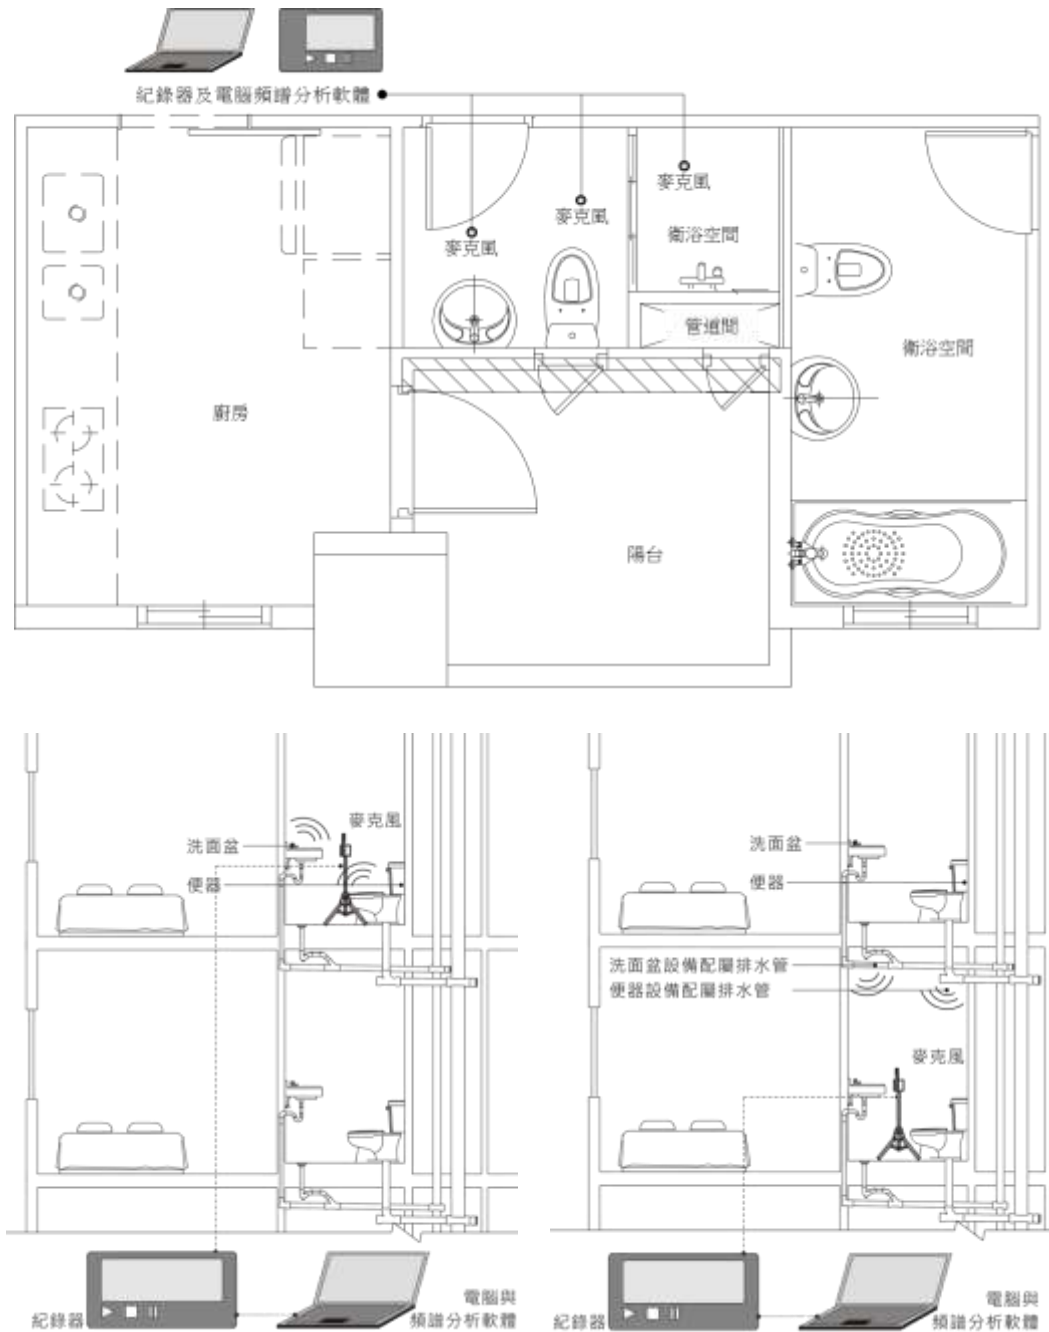 紀錄器及電腦頻譜分析軟體
麥克風
麥克風
麥克風
衛浴空間
管道間
衛浴空間
廚房
陽台
麥克風
洗面盆
便器
紀錄器
電腦與
頻譜分析軟體
洗面盆
便器
洗面盆設備配屬排水管
便器設備配屬排水管
麥克風
紀錄器
電腦與
頻譜分析軟體